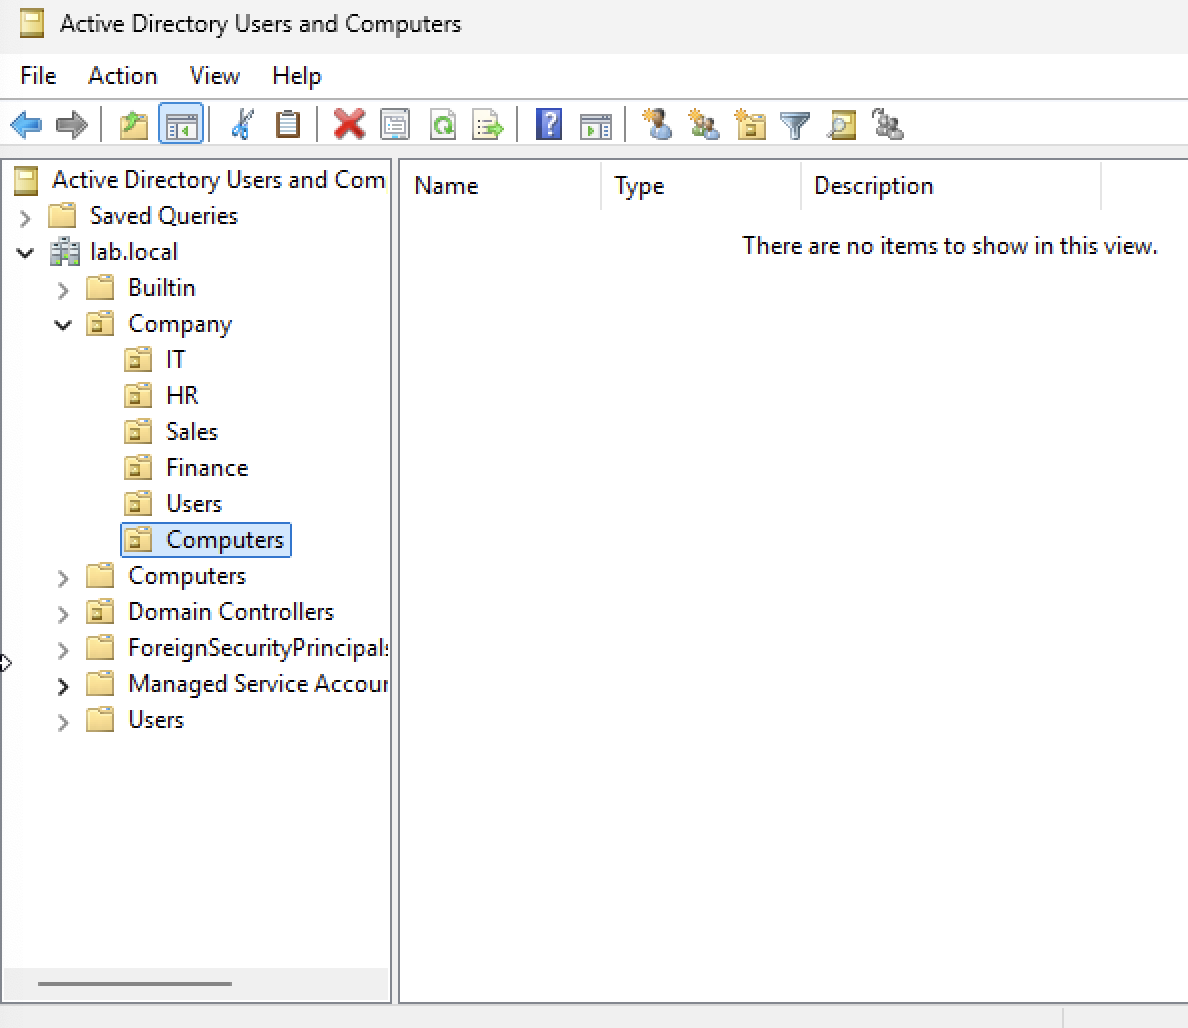 Active Directory Users and Computers
File Action View Help
Active Directory Users and Com
Saved Queries
lab.local
Builtin
Company
IT
HR
Sales
Finance
Users
Computers
Computers
Domain Controllers
ForeignSecurityPrincipals
Managed Service Accour
Users
Name Type Description
There are no items to show in this view.